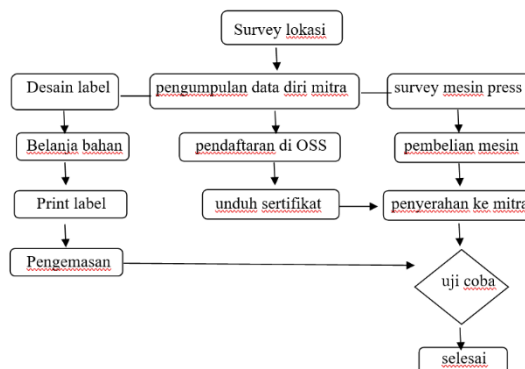 Survey lokasi
Desain label
pengumpulan data diri mitra
survey mesin press
Belanja bahan
pendaftaran di OSS
pembelian mesin
Print label
unduh sertifikat
penyerahan ke mitra
Pengemasan
uji coba
selesai